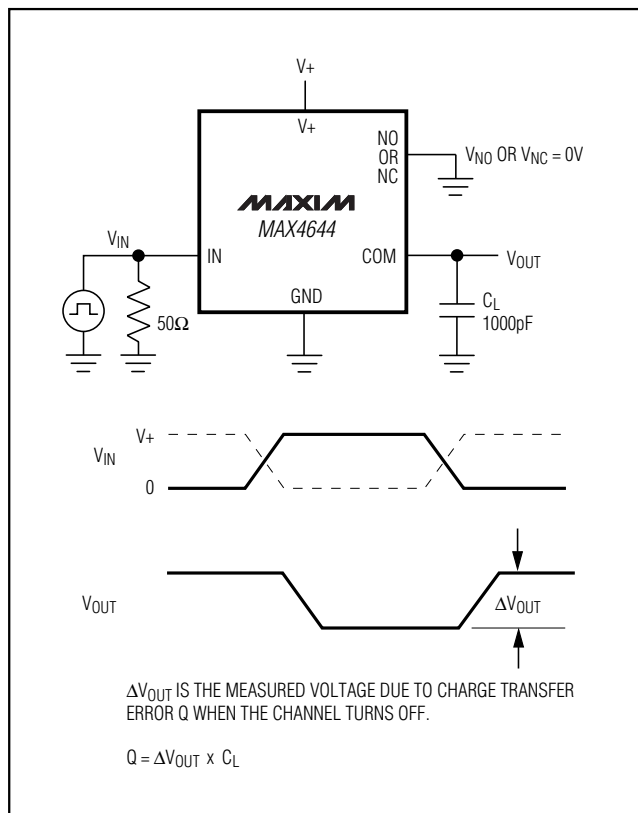 V+
V+
NO
OR
NC
VNO OR VNC = 0V
MAXIM
MAX4644
VIN
IN
COM
VOUT
50Ω
GND
CL
1000pF
V+
VIN
0
VOUT
ΔVOUT
ΔVOUT IS THE MEASURED VOLTAGE DUE TO CHARGE TRANSFER
ERROR Q WHEN THE CHANNEL TURNS OFF.
Q = ΔVOUT x CL